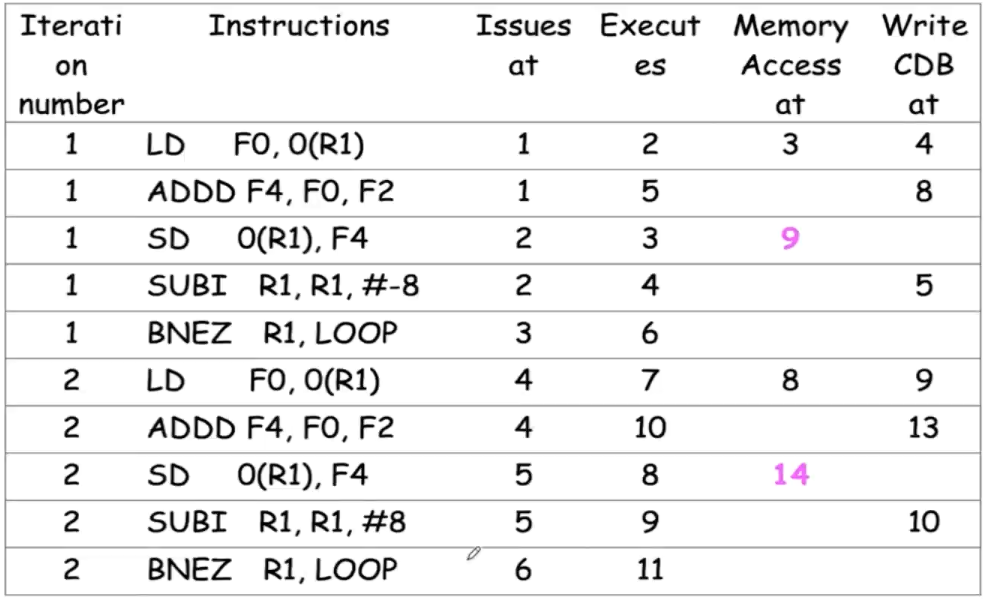 Iterati on number Instructions Issues at Execut es Memory Access at Write CDB at
1 LD F0, 0(R1) 1 2 3 4
1 ADDD F4, F0, F2 1 5 8
1 SD 0(R1), F4 2 3 9
1 SUBI R1, R1, #-8 2 4 5
1 BNEZ R1, LOOP 3 6
2 LD F0, 0(R1) 4 7 8 9
2 ADDD F4, F0, F2 4 10 13
2 SD 0(R1), F4 5 8 14
2 SUBI R1, R1, #8 5 9 10
2 BNEZ R1, LOOP 6 11